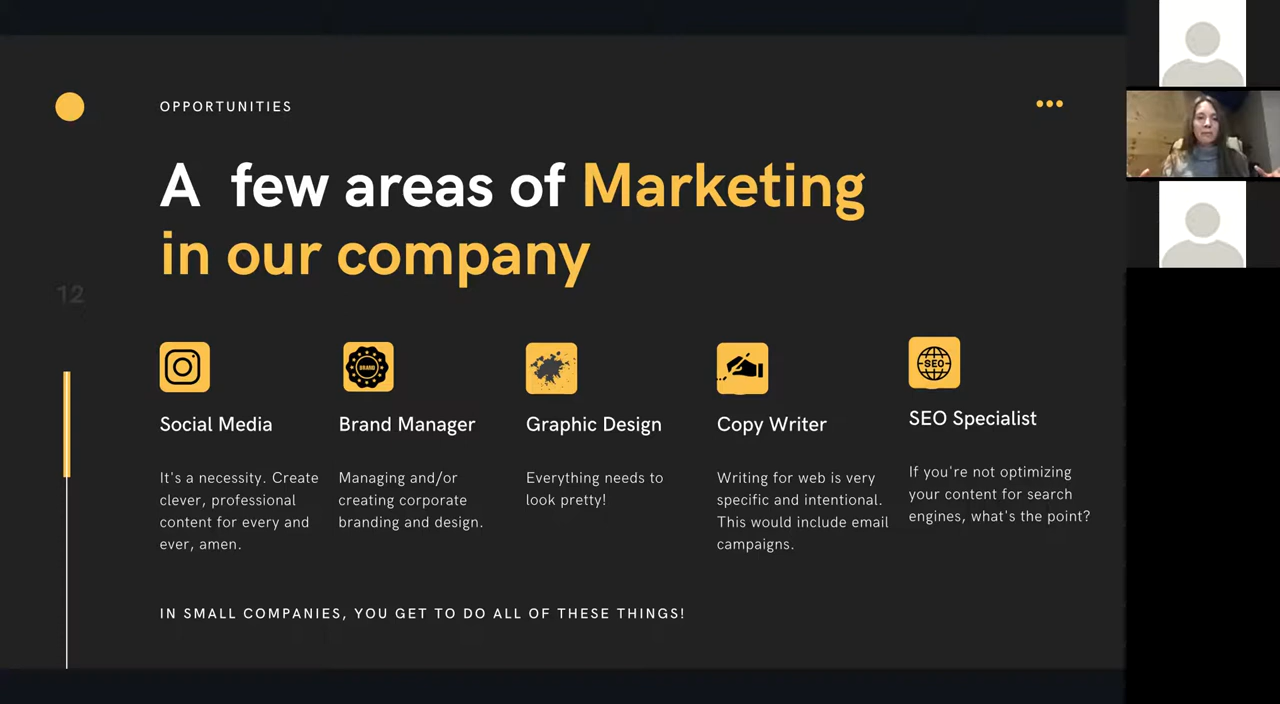 OPPORTUNITIES
A few areas of Marketing
in our company
12
Social Media
It's a necessity. Create
clever, professional
content for every and
ever, amen.
BRAND
Brand Manager
Managing and/or
creating corporate
branding and design.
Graphic Design
Everything needs to
look pretty!
Copy Writer
Writing for web is very
specific and intentional.
This would include email
campaigns.
SEO
SEO Specialist
If you're not optimizing
your content for search
engines, what's the point?
IN SMALL COMPANIES, YOU GET TO DO ALL OF THESE THINGS!